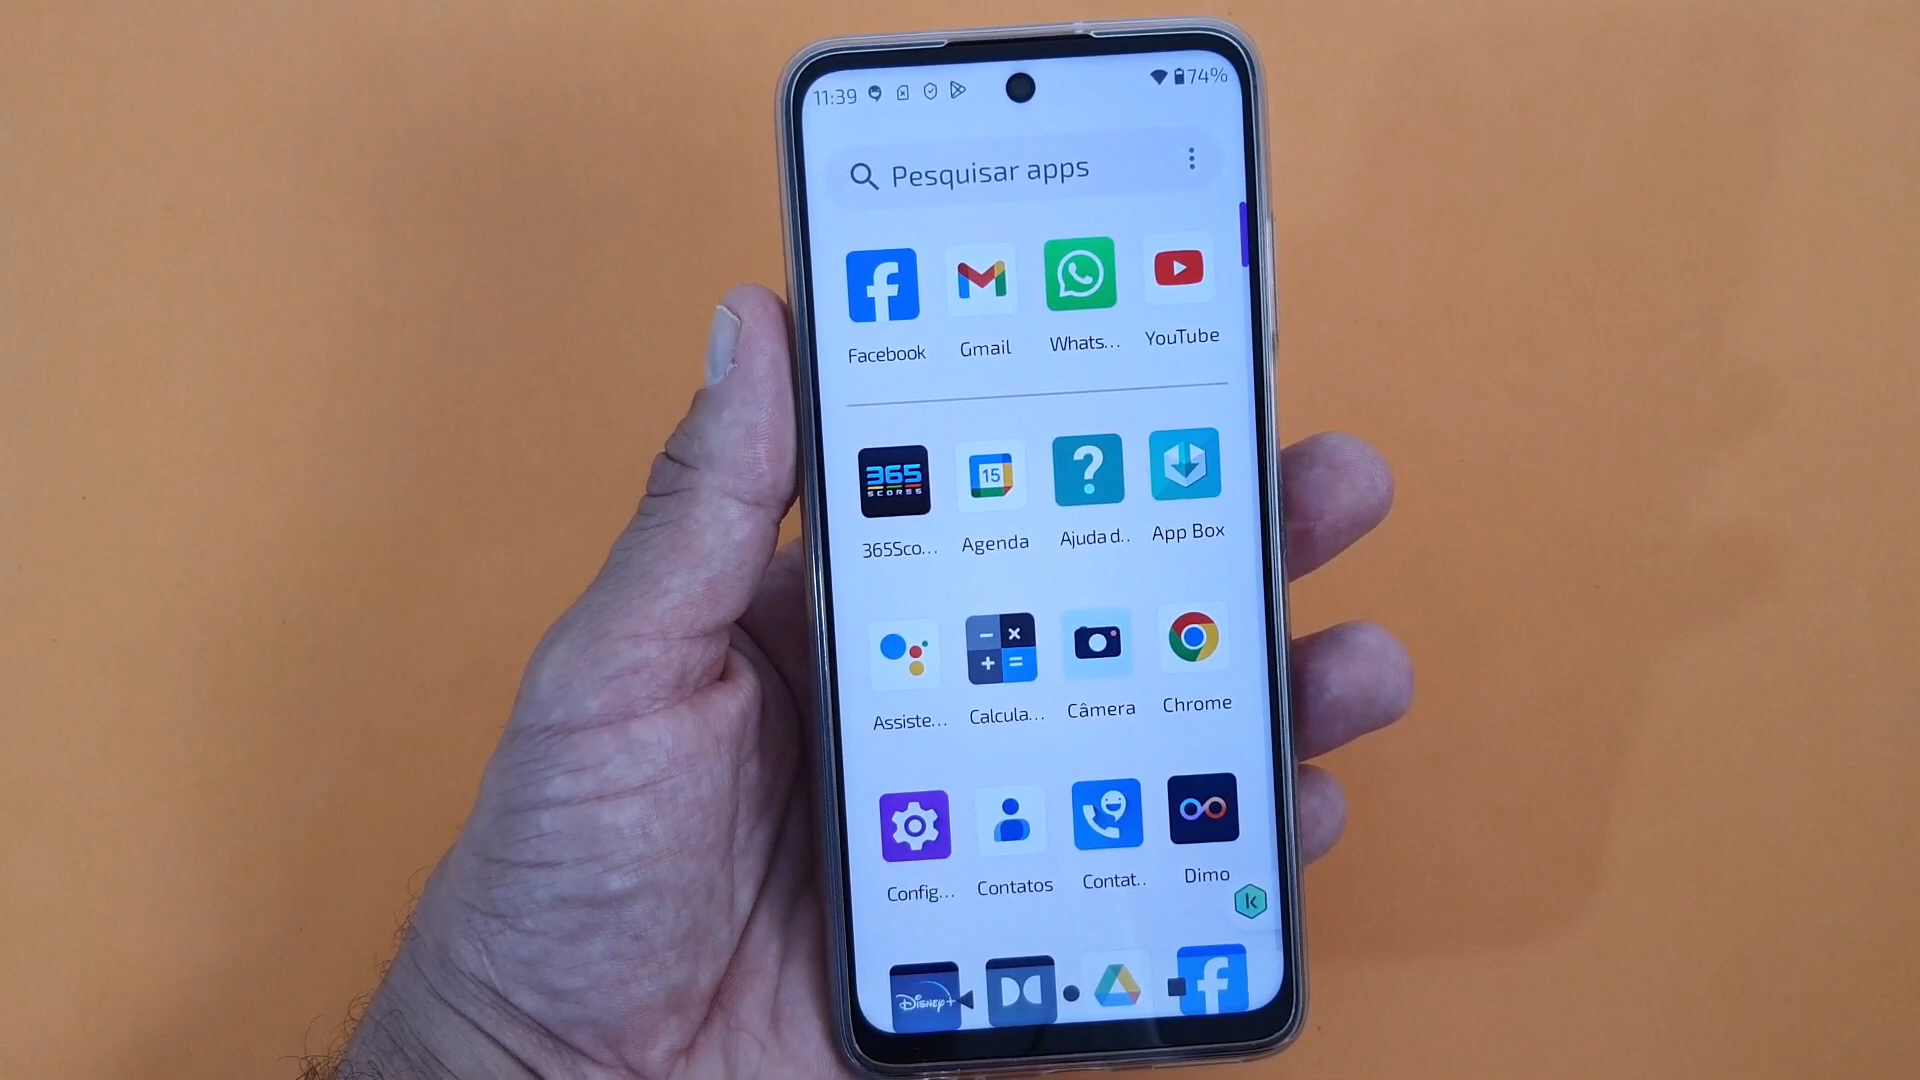 11:39 74%
Pesquisar apps
Facebook Gmail Whats... YouTube
365 SCORES 15 ?
365Sco... Agenda Ajuda d.. App Box
Assiste... Calcula... Câmera Chrome
Config... Contatos Contat.. Dimo
k
Disney+